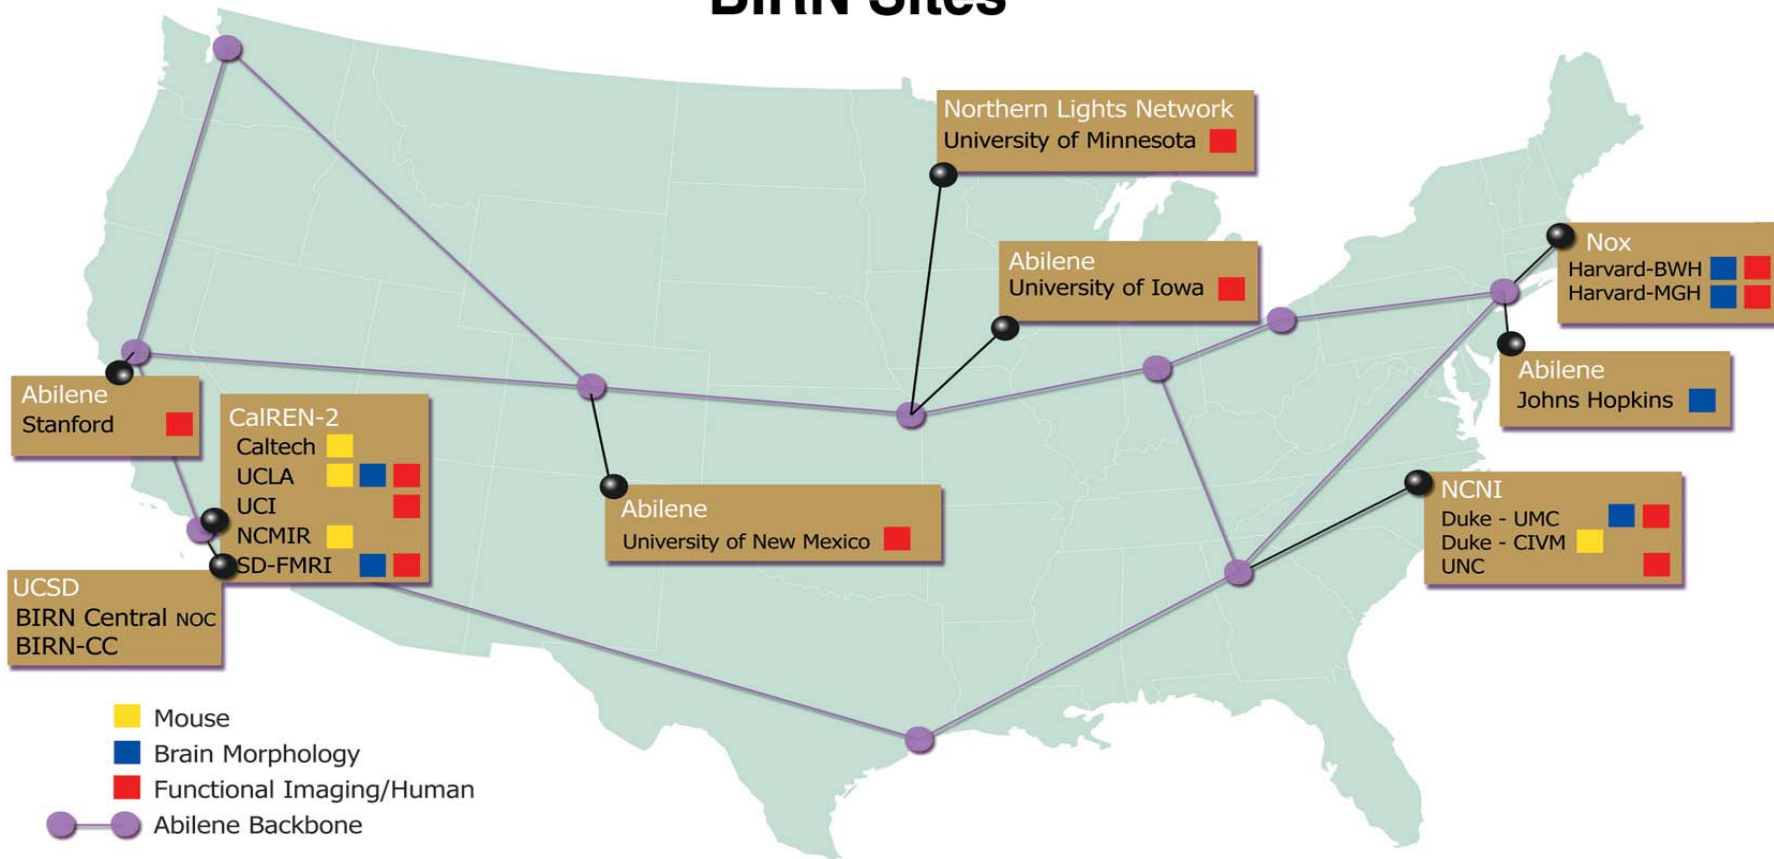 BIRN Sites
Northern Lights Network
University of Minnesota
Abilene
University of Iowa
Nox
Harvard-BWH
Harvard-MGH
Abilene
Johns Hopkins
Abilene
Stanford
CalREN-2
Caltech
UCLA
UCI
NCMIR
SD-FMRI
Abilene
University of New Mexico
NCNI
Duke - UMC
Duke - CIVM
UNC
UCSD
BIRN Central NOC
BIRN-CC
Mouse
Brain Morphology
Functional Imaging/Human
Abilene Backbone